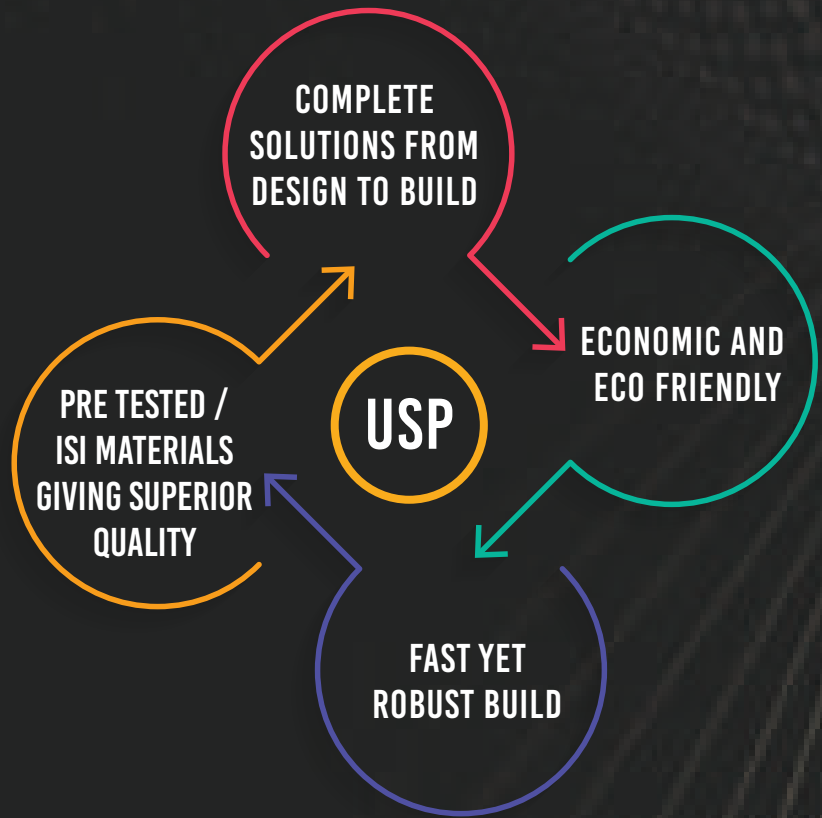 COMPLETE
SOLUTIONS FROM
DESIGN TO BUILD
ECONOMIC AND
ECO FRIENDLY
USP
PRE TESTED /
ISI MATERIALS
GIVING SUPERIOR
QUALITY
FAST YET
ROBUST BUILD